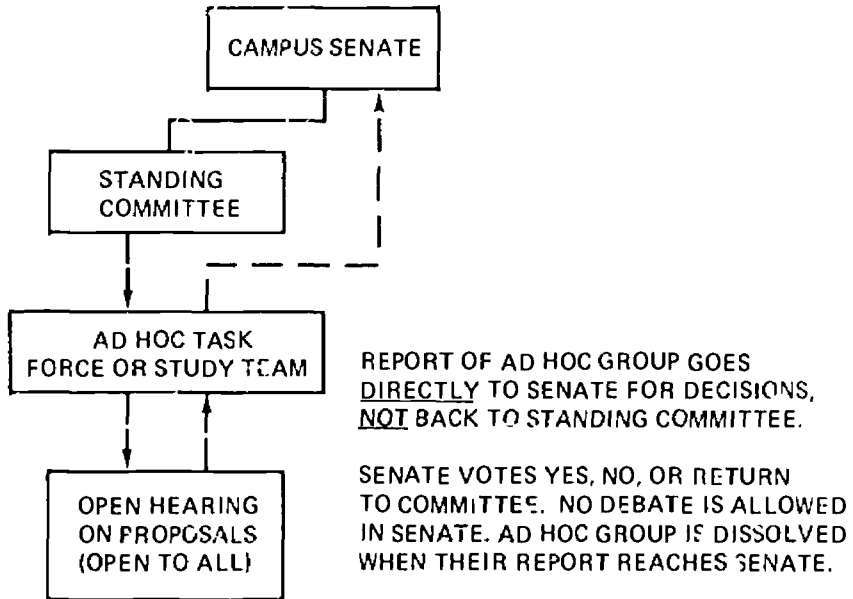 CAMPUS SENATE
STANDING
COMMITTEE
AD HOC TASK
FORCE OR STUDY TEAM
REPORT OF AD HOC GROUP GOES
DIRECTLY TO SENATE FOR DECISIONS,
NOT BACK TO STANDING COMMITTEE.
OPEN HEARING
ON PROPOSALS
(OPEN TO ALL)
SENATE VOTES YES, NO, OR RETURN
TO COMMITTEE. NO DEBATE IS ALLOWED
IN SENATE. AD HOC GROUP IS DISSOLVED
WHEN THEIR REPORT REACHES SENATE.